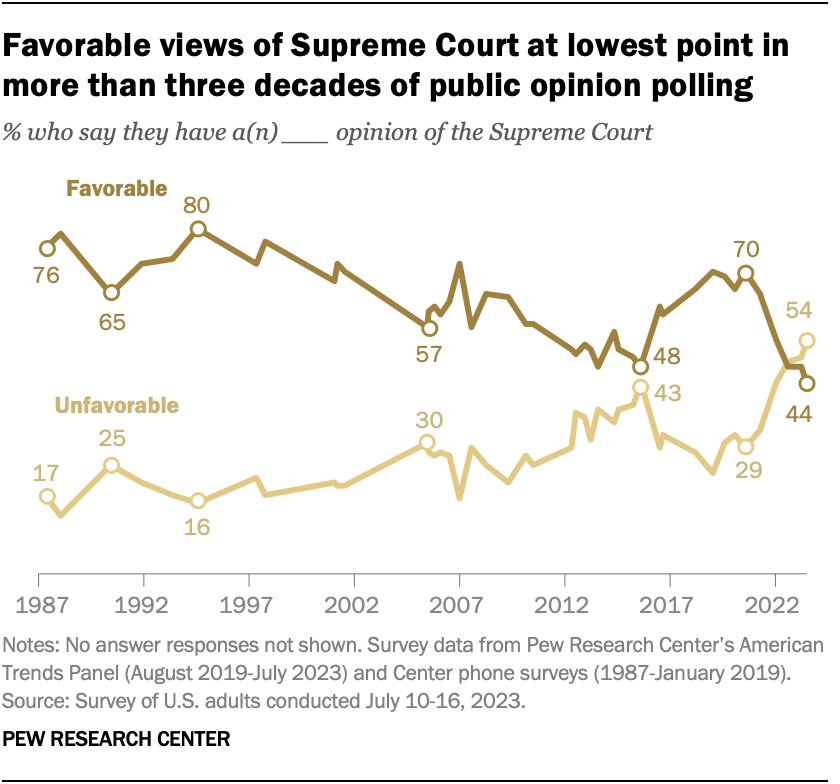 Favorable views of Supreme Court at lowest point in
more than three decades of public opinion polling
% who say they have a(n) ____ opinion of the Supreme Court
Favorable
80
76
65
70
57
48
54
44
Unfavorable
43
30
25
17
16
29
1987 1992 1997 2002 2007 2012 2017 2022
Notes: No answer responses not shown. Survey data from Pew Research Center's American
Trends Panel (August 2019-July 2023) and Center phone surveys (1987-January 2019).
Source: Survey of U.S. adults conducted July 10-16, 2023.
PEW RESEARCH CENTER